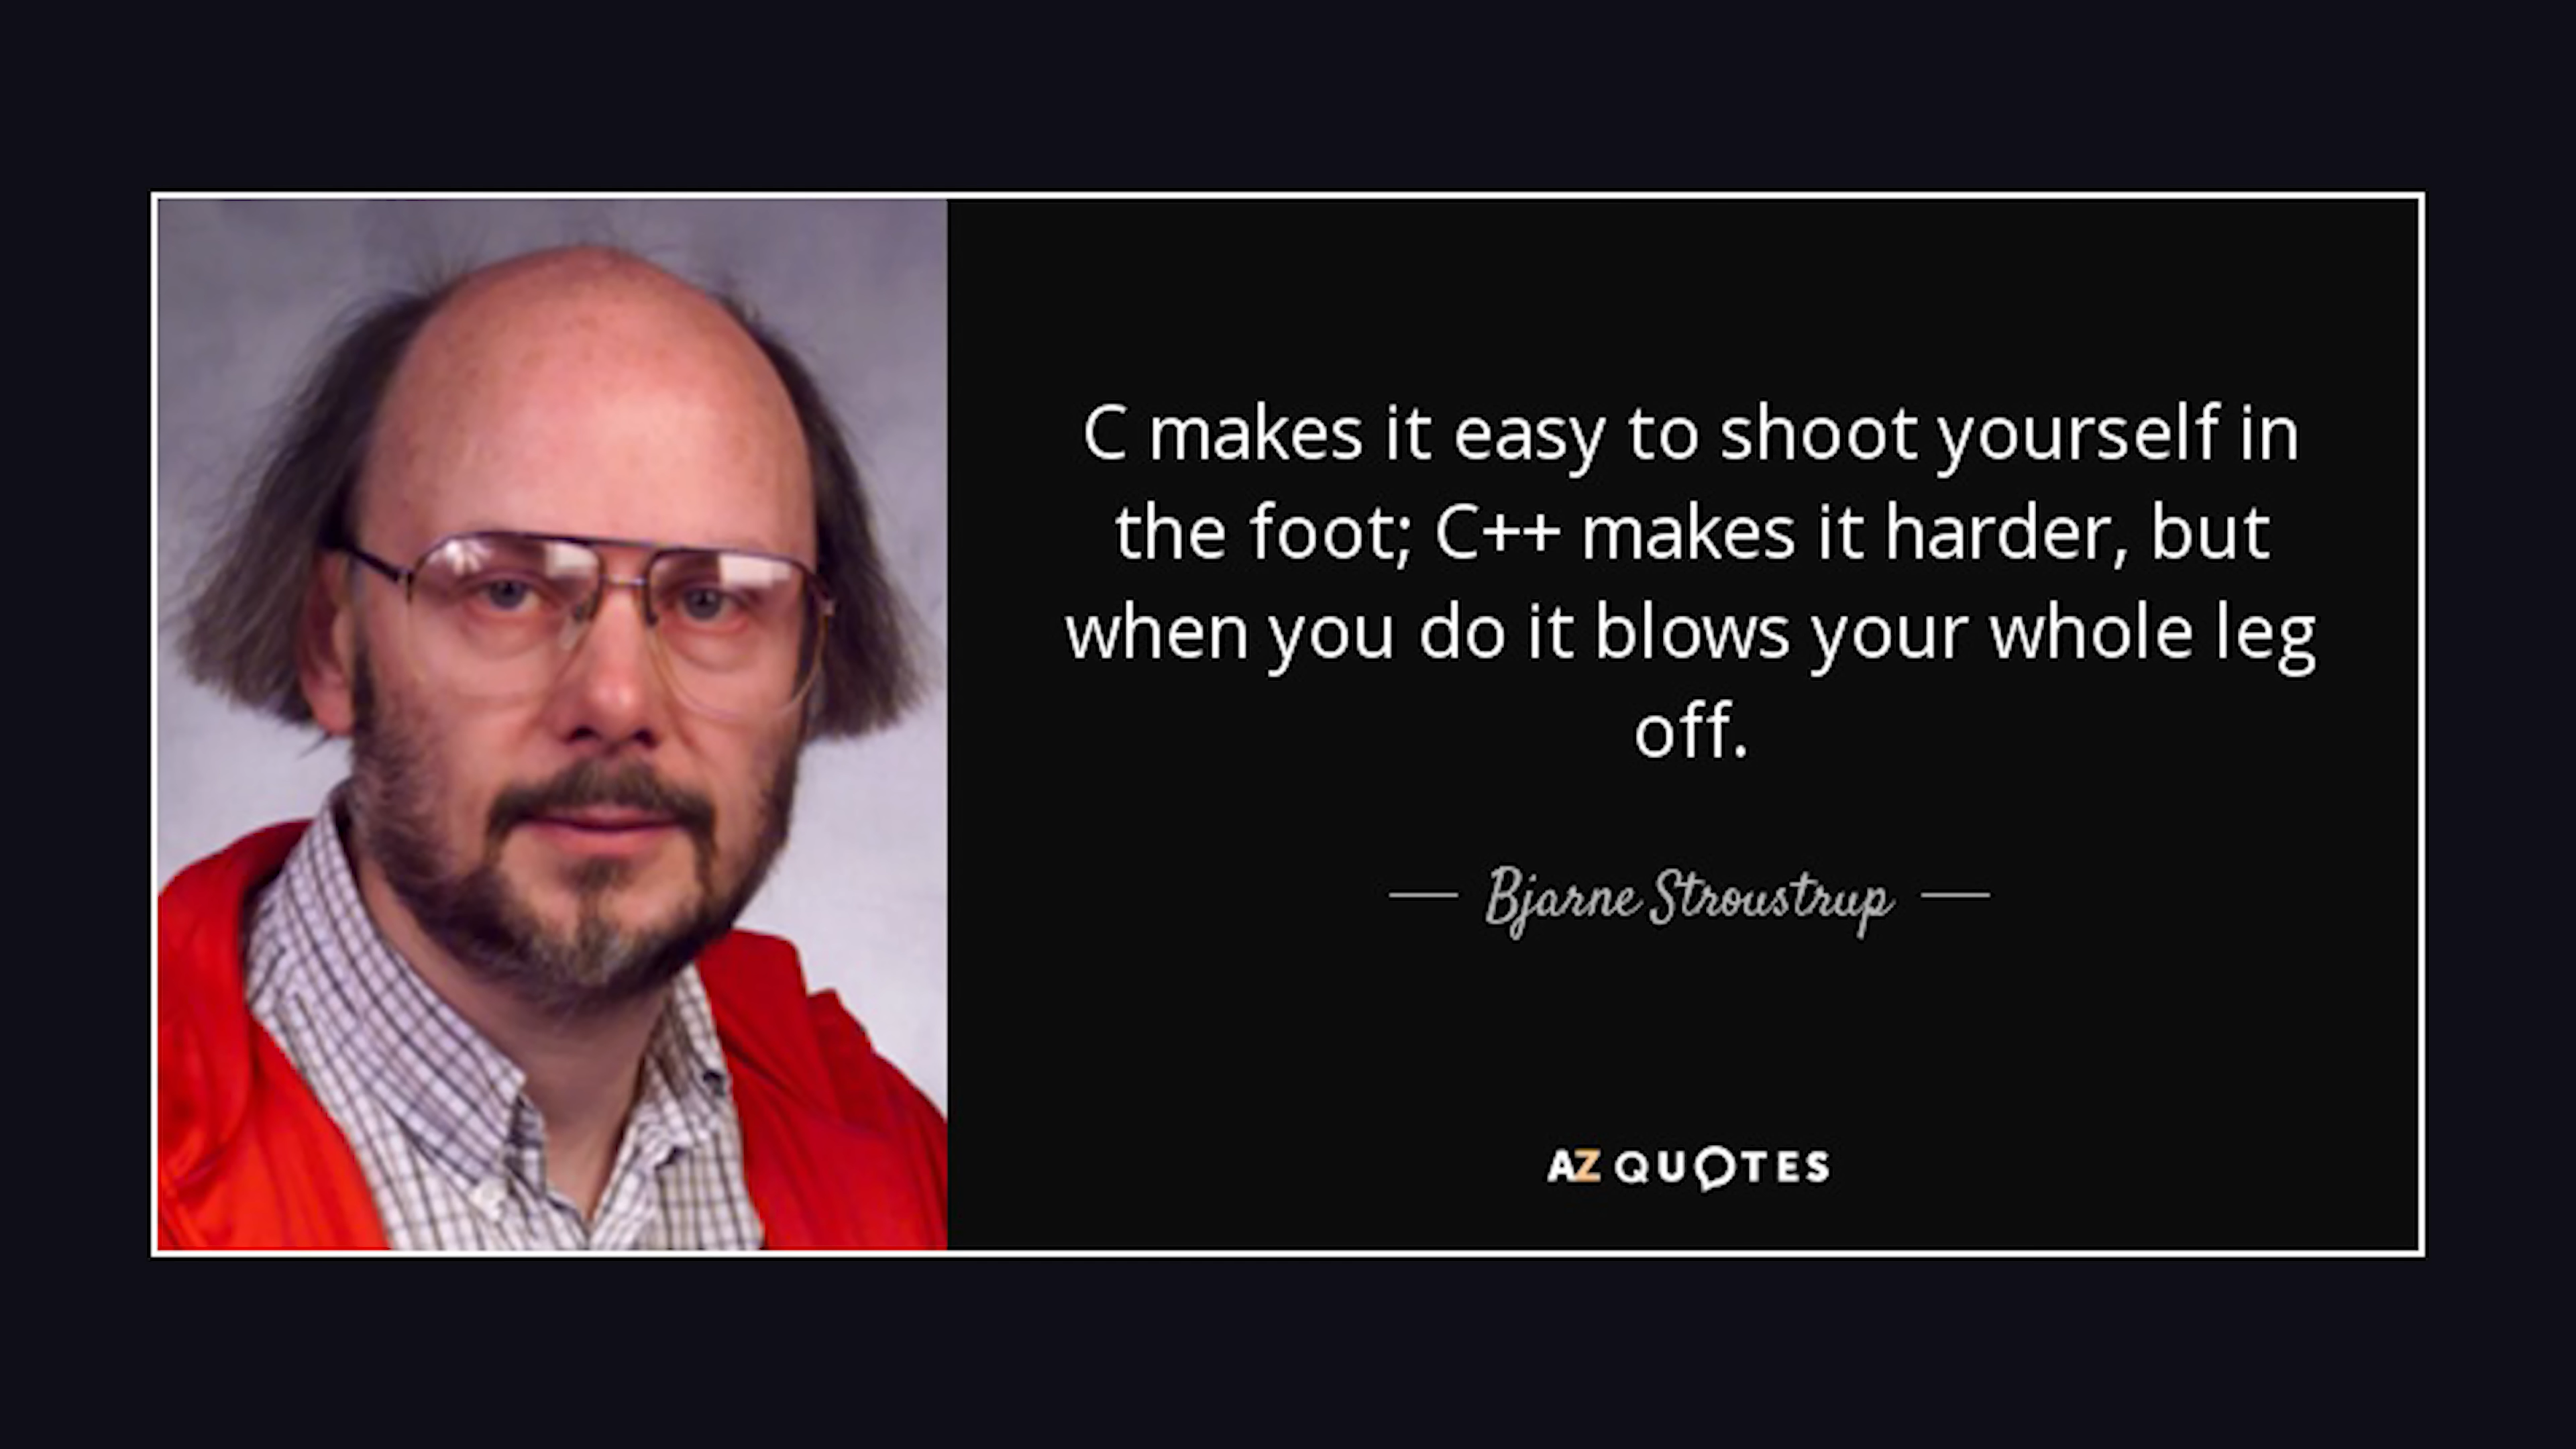 C makes it easy to shoot yourself in
the foot; C++ makes it harder, but
when you do it blows your whole leg
off.
— Bjarne Stroustrup —
AZ QUOTES